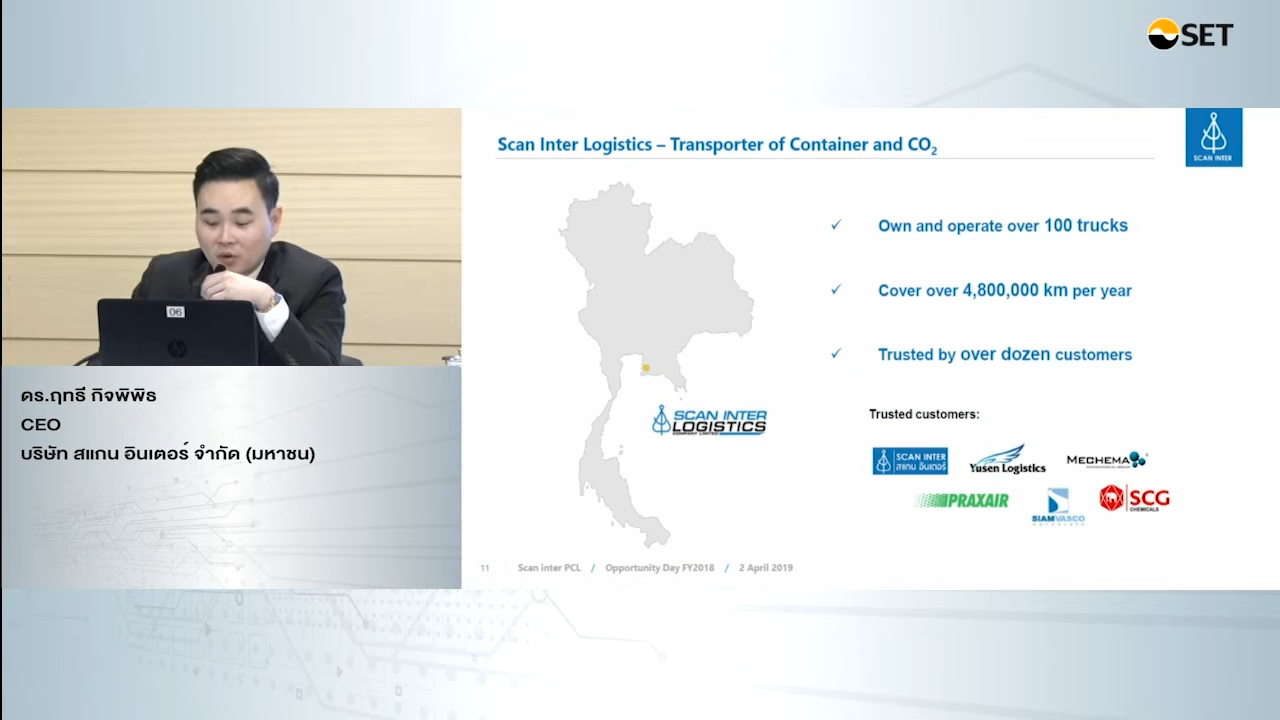 SET
Scan Inter Logistics – Transporter of Container and CO₂
SCAN INTER
Own and operate over 100 trucks
Cover over 4,800,000 km per year
Trusted by over dozen customers
06
hp
SCAN INTER
LOGISTICS
COMPANY LIMITED
Trusted customers:
SCAN INTER
สแกน อินเตอร์
Yusen Logistics
MECHEMA
PRAXAIR
SIAMVASCO
SCG
CHEMICALS
ดร.ฤทธี กิจพิพิธ
CEO
บริษัท สแกน อินเตอร์ จำกัด (มหาชน)
11 Scan inter PCL / Opportunity Day FY2018 / 2 April 2019